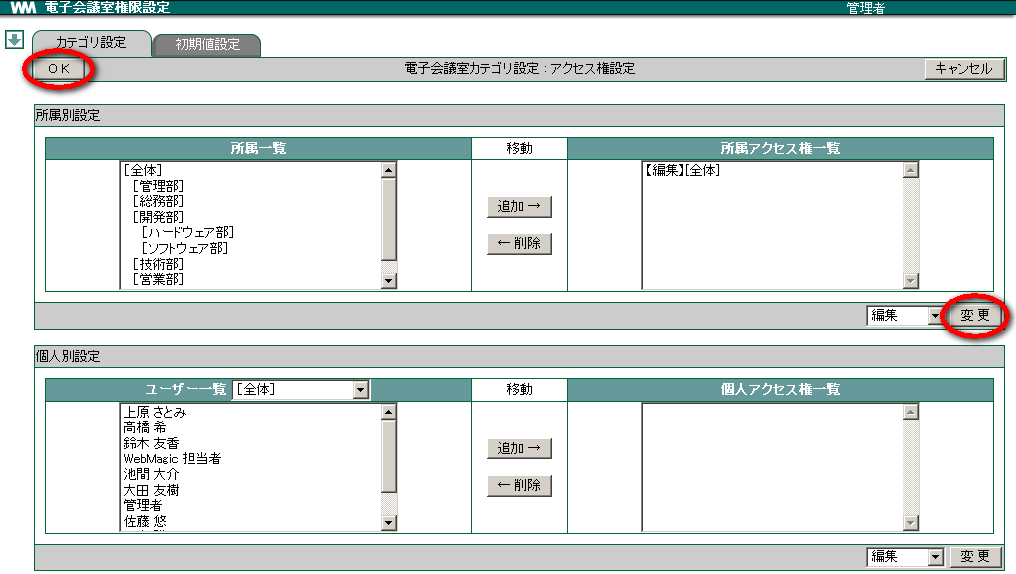 WM 電子会議室権限設定 管理者
カテゴリ設定 初期値設定
OK 電子会議室カテゴリ設定：アクセス権設定 キャンセル
所属別設定
所属一覧 移動 所属アクセス権一覧
[全体] 【編集】[全体]
[管理部]
[総務部]
追加→
[開発部]
[ハードウェア部]
←削除
[ソフトウェア部]
[技術部]
[営業部]
編集 変更
個人別設定
ユーザー一覧 [全体] 移動 個人アクセス権一覧
上原 さとみ
高橋 希
鈴木 友香
追加→
WebMagic 担当者
池間 大介
←削除
大田 友樹
管理者
佐藤 悠
編集 変更